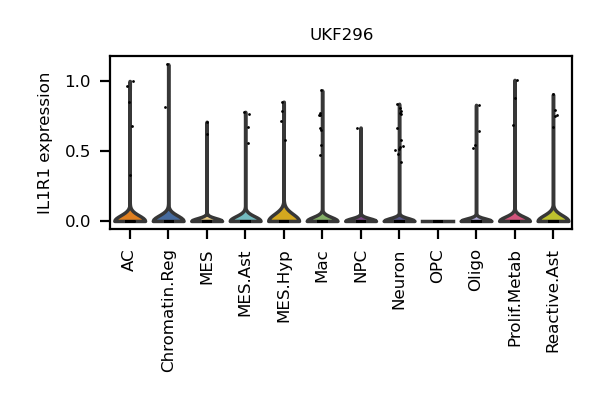 UKF296
IL1R1 expression
1.0
0.5
0.0
AC
Chromatin.Reg
MES
MES.Ast
MES.Hyp
Mac
NPC
Neuron
OPC
Oligo
Prolif.Metab
Reactive.Ast